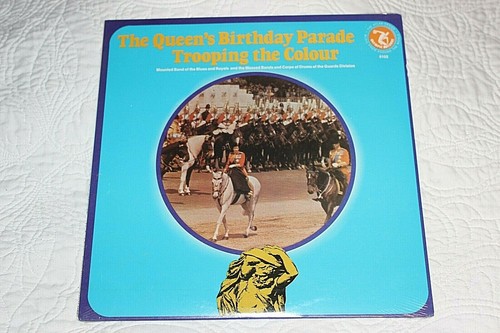 The Queen's Birthday Parade
Trooping the Colour
Mounted Band of the Blues and Royals and the Massed Bands and Corps of Drums of the Guards Division